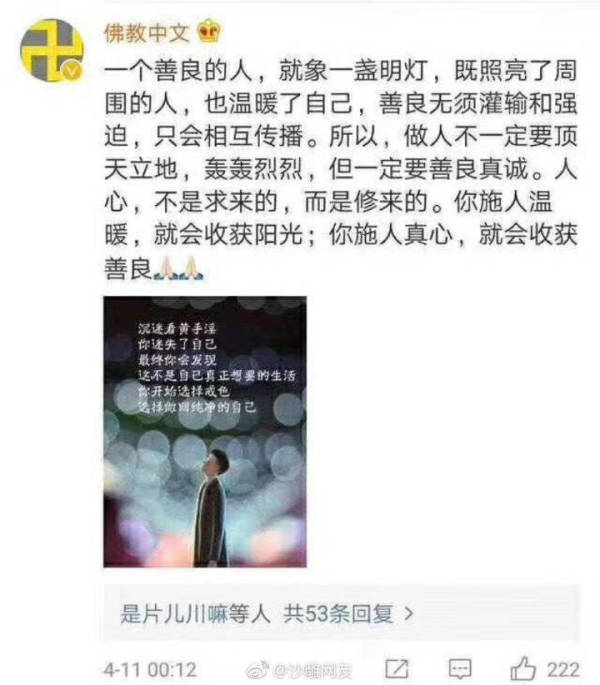 佛教中文
一个善良的人，就象一盏明灯，既照亮了周
围的人，也温暖了自己，善良无须灌输和强
迫，只会相互传播。所以，做人不一定要顶
天立地，轰轰烈烈，但一定要善良真诚。人
心，不是求来的，而是修来的。你施人温
暖，就会收获阳光；你施人真心，就会收获
善良🙏🏻🙏🏻
沉迷看黄手淫
你迷失了自己
最终你会发现
这不是自己真正想要的生活
你开始选择戒色
选择做回纯净的自己
是片儿川嘛等人 共53条回复 >
4-11 00:12 @沙雕网友 222